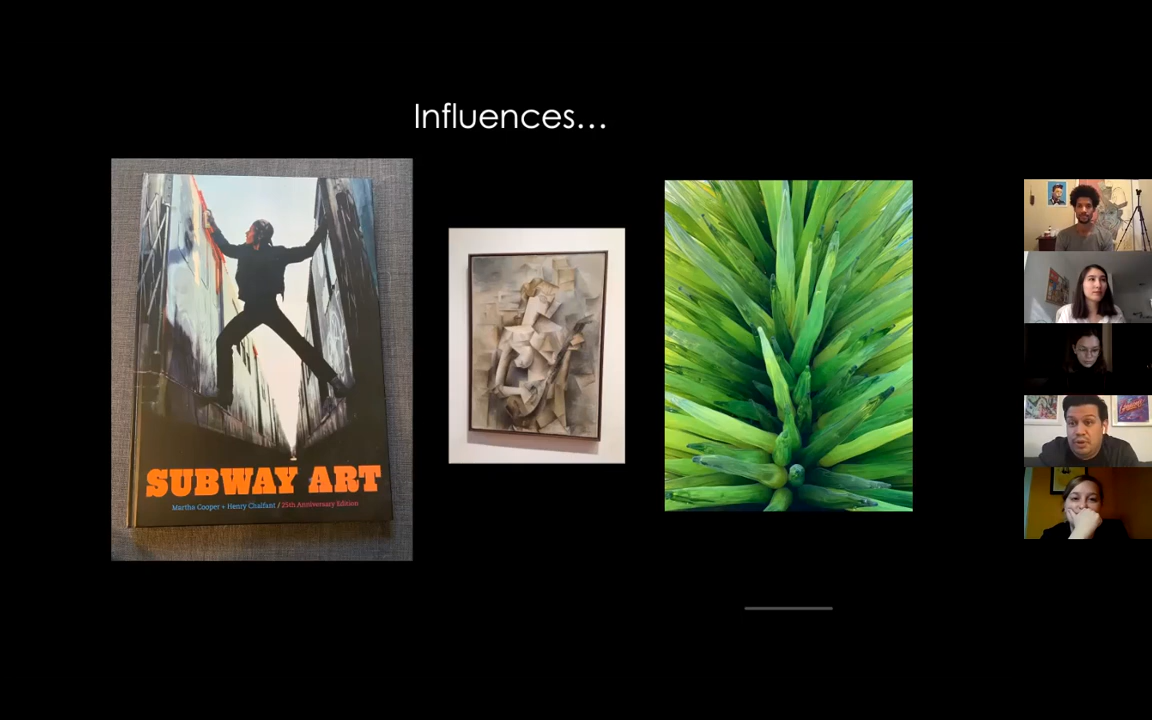 Influences...
SUBWAY ART
Martha Cooper + Henry Chalfant / 25th Anniversary Edition